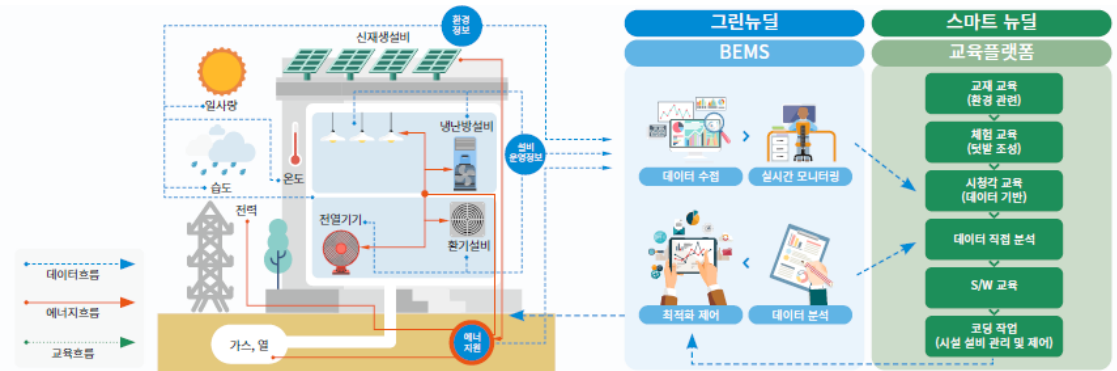 환경
정보
신재생설비
일사량
냉난방설비
설비
운영정보
온도
습도
전력
전열기기
환기설비
데이터흐름
에너지흐름
교육흐름
가스, 열
에너
지원
그린뉴딜
BEMS
데이터 수접
실시간 모니터링
최적화 제어
데이터 분석
스마트 뉴딜
교육플랫폼
교재 교육
(환경 관련)
체험 교육
(텃밭 조성)
시청각 교육
(데이터 기반)
데이터 직접 분석
S/W 교육
코딩 작업
(시설 설비 관리 및 제어)